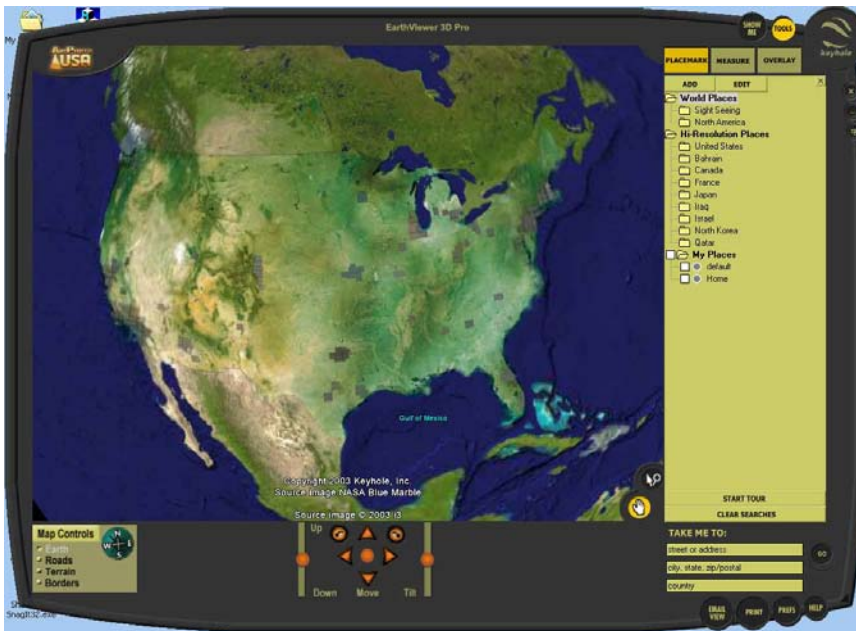 My
EarthViewer 3D Pro
SHOW ME
TOOLS
keyhole
AirPhoto
USA
PLACEMARK
MEASURE
OVERLAY
ADD
EDIT
World Places
Sight Seeing
North America
Hi-Resolution Places
United States
Bahrain
Canada
France
Japan
Iraq
Israel
North Korea
Qatar
My Places
default
Home
Gulf of Mexico
Copyright 2003 Keyhole, Inc
Source image NASA Blue Marble
Source image © 2003 i3
START TOUR
CLEAR SEARCHES
Map Controls
Earth
Roads
Terrain
Borders
N
W
E
S
Up
Down
Move
Tilt
TAKE ME TO:
street or address
city, state, zip/postal
country
GO
EMAIL VIEW
PRINT
PREFS
HELP
SnagIt32.exe